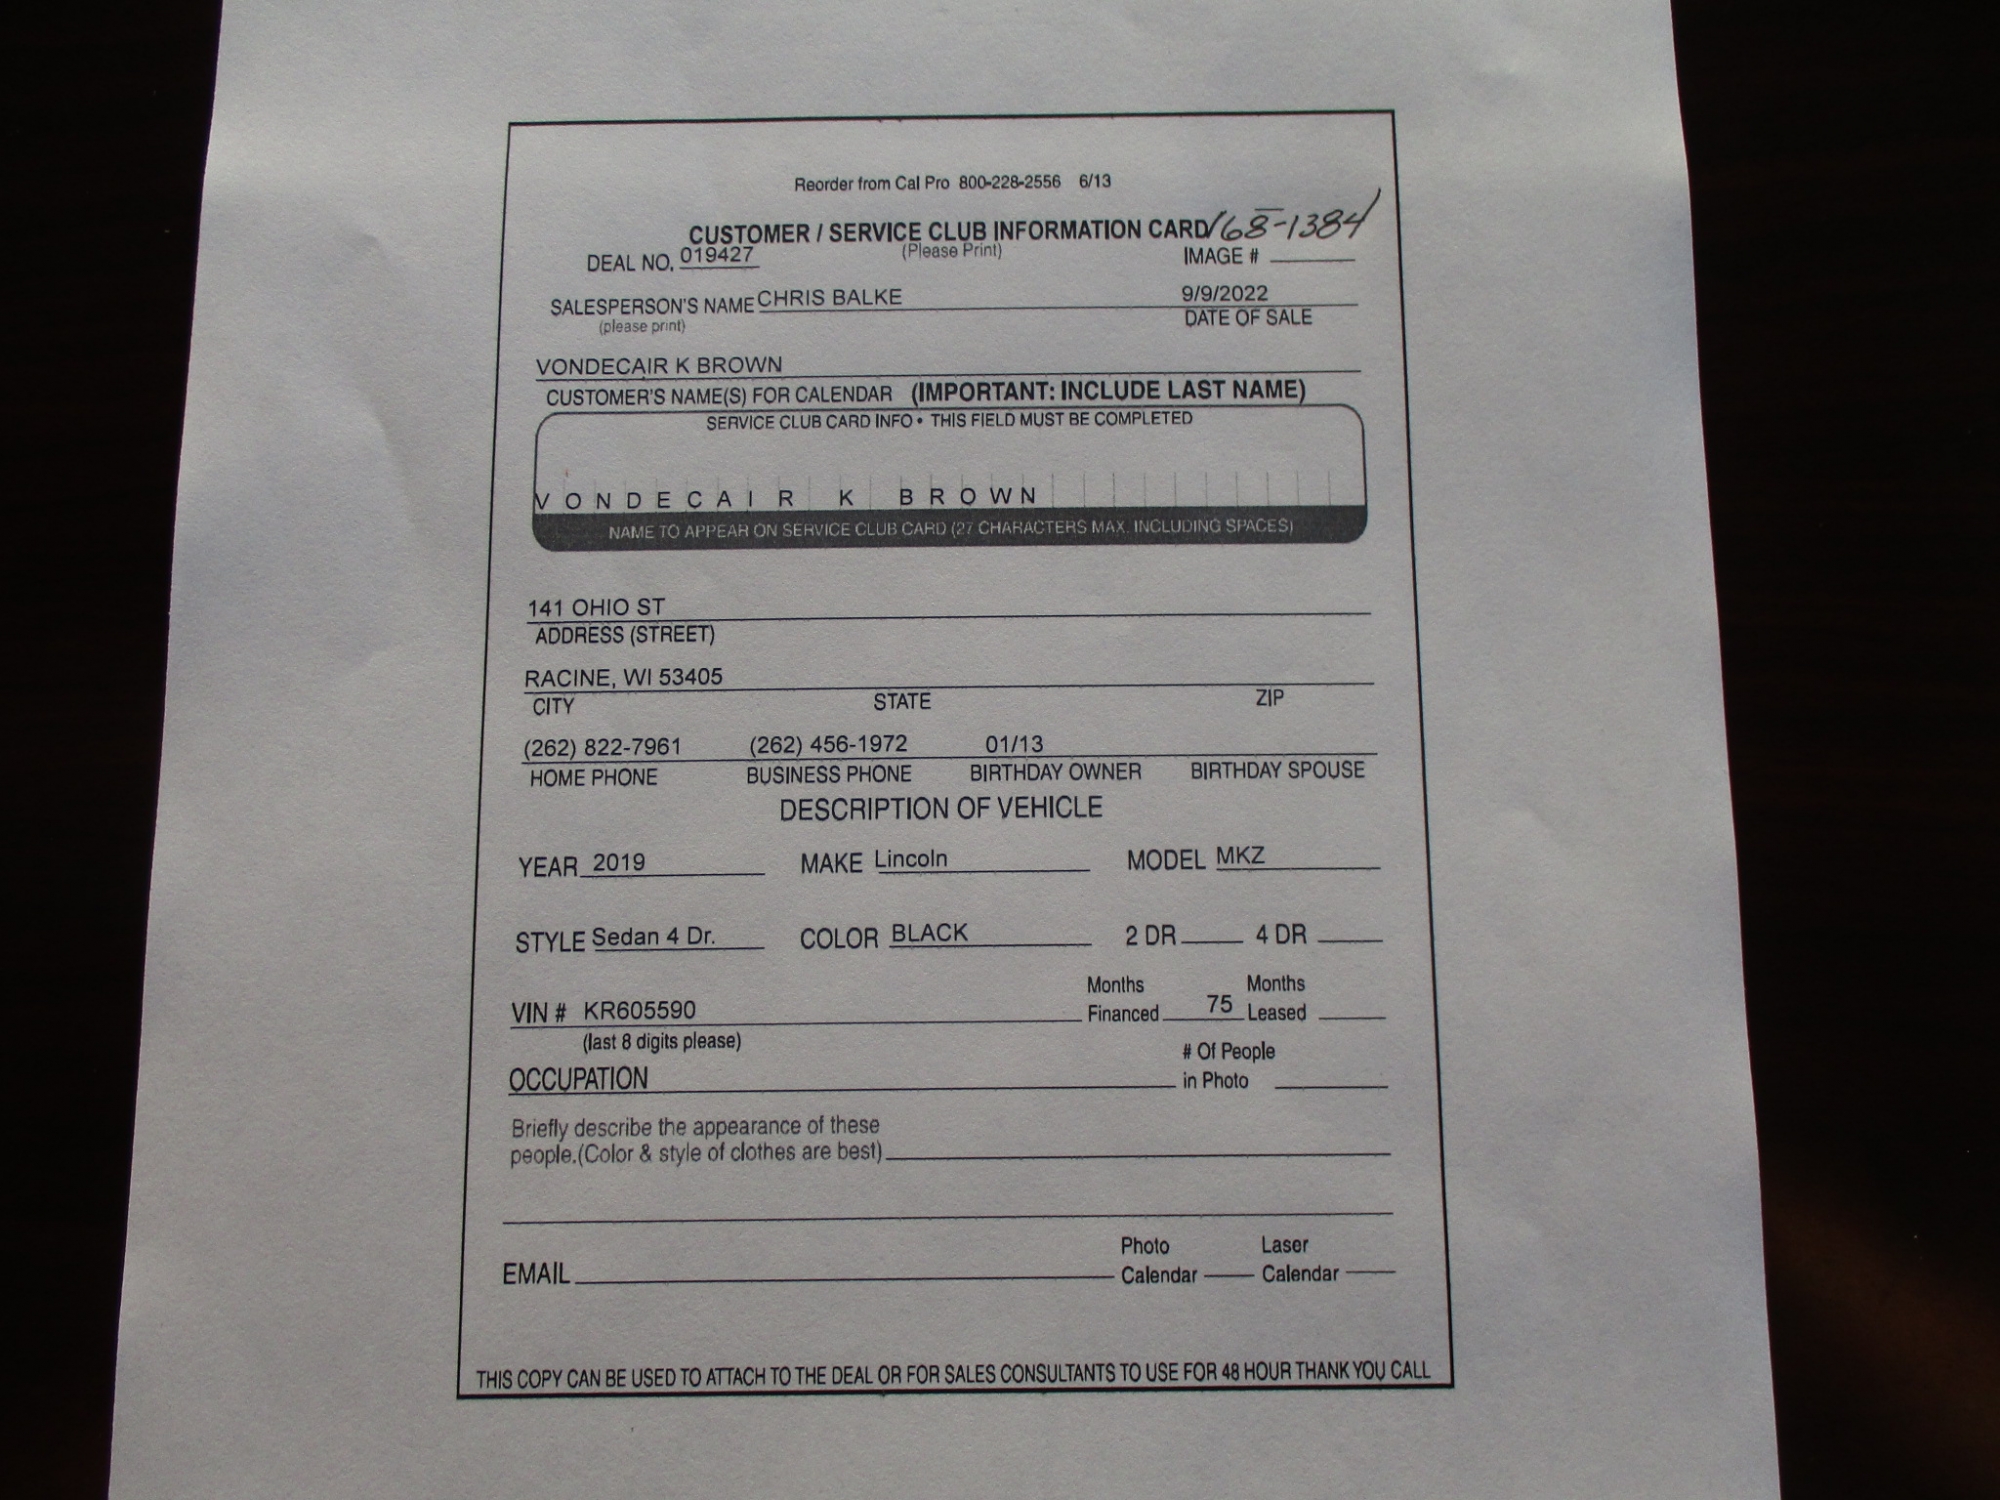 Reorder from Cal Pro 800-228-2556 6/13
CUSTOMER / SERVICE CLUB INFORMATION CARD 168-1384
DEAL NO. 019427 (Please Print) IMAGE #
SALESPERSON'S NAME CHRIS BALKE 9/9/2022
(please print) DATE OF SALE
VONDECAIR K BROWN
CUSTOMER'S NAME(S) FOR CALENDAR (IMPORTANT: INCLUDE LAST NAME)
SERVICE CLUB CARD INFO • THIS FIELD MUST BE COMPLETED
VONDECAIR K BROWN
NAME TO APPEAR ON SERVICE CLUB CARD (27 CHARACTERS MAX. INCLUDING SPACES)
141 OHIO ST
ADDRESS (STREET)
RACINE, WI 53405
CITY STATE ZIP
(262) 822-7961 (262) 456-1972 01/13
HOME PHONE BUSINESS PHONE BIRTHDAY OWNER BIRTHDAY SPOUSE
DESCRIPTION OF VEHICLE
YEAR 2019 MAKE Lincoln MODEL MKZ
STYLE Sedan 4 Dr. COLOR BLACK 2 DR 4 DR
Months Months
VIN # KR605590 Financed 75 Leased
(last 8 digits please) # Of People
OCCUPATION in Photo
Briefly describe the appearance of these
people.(Color & style of clothes are best)
Photo Laser
EMAIL Calendar Calendar
THIS COPY CAN BE USED TO ATTACH TO THE DEAL OR FOR SALES CONSULTANTS TO USE FOR 48 HOUR THANK YOU CALL